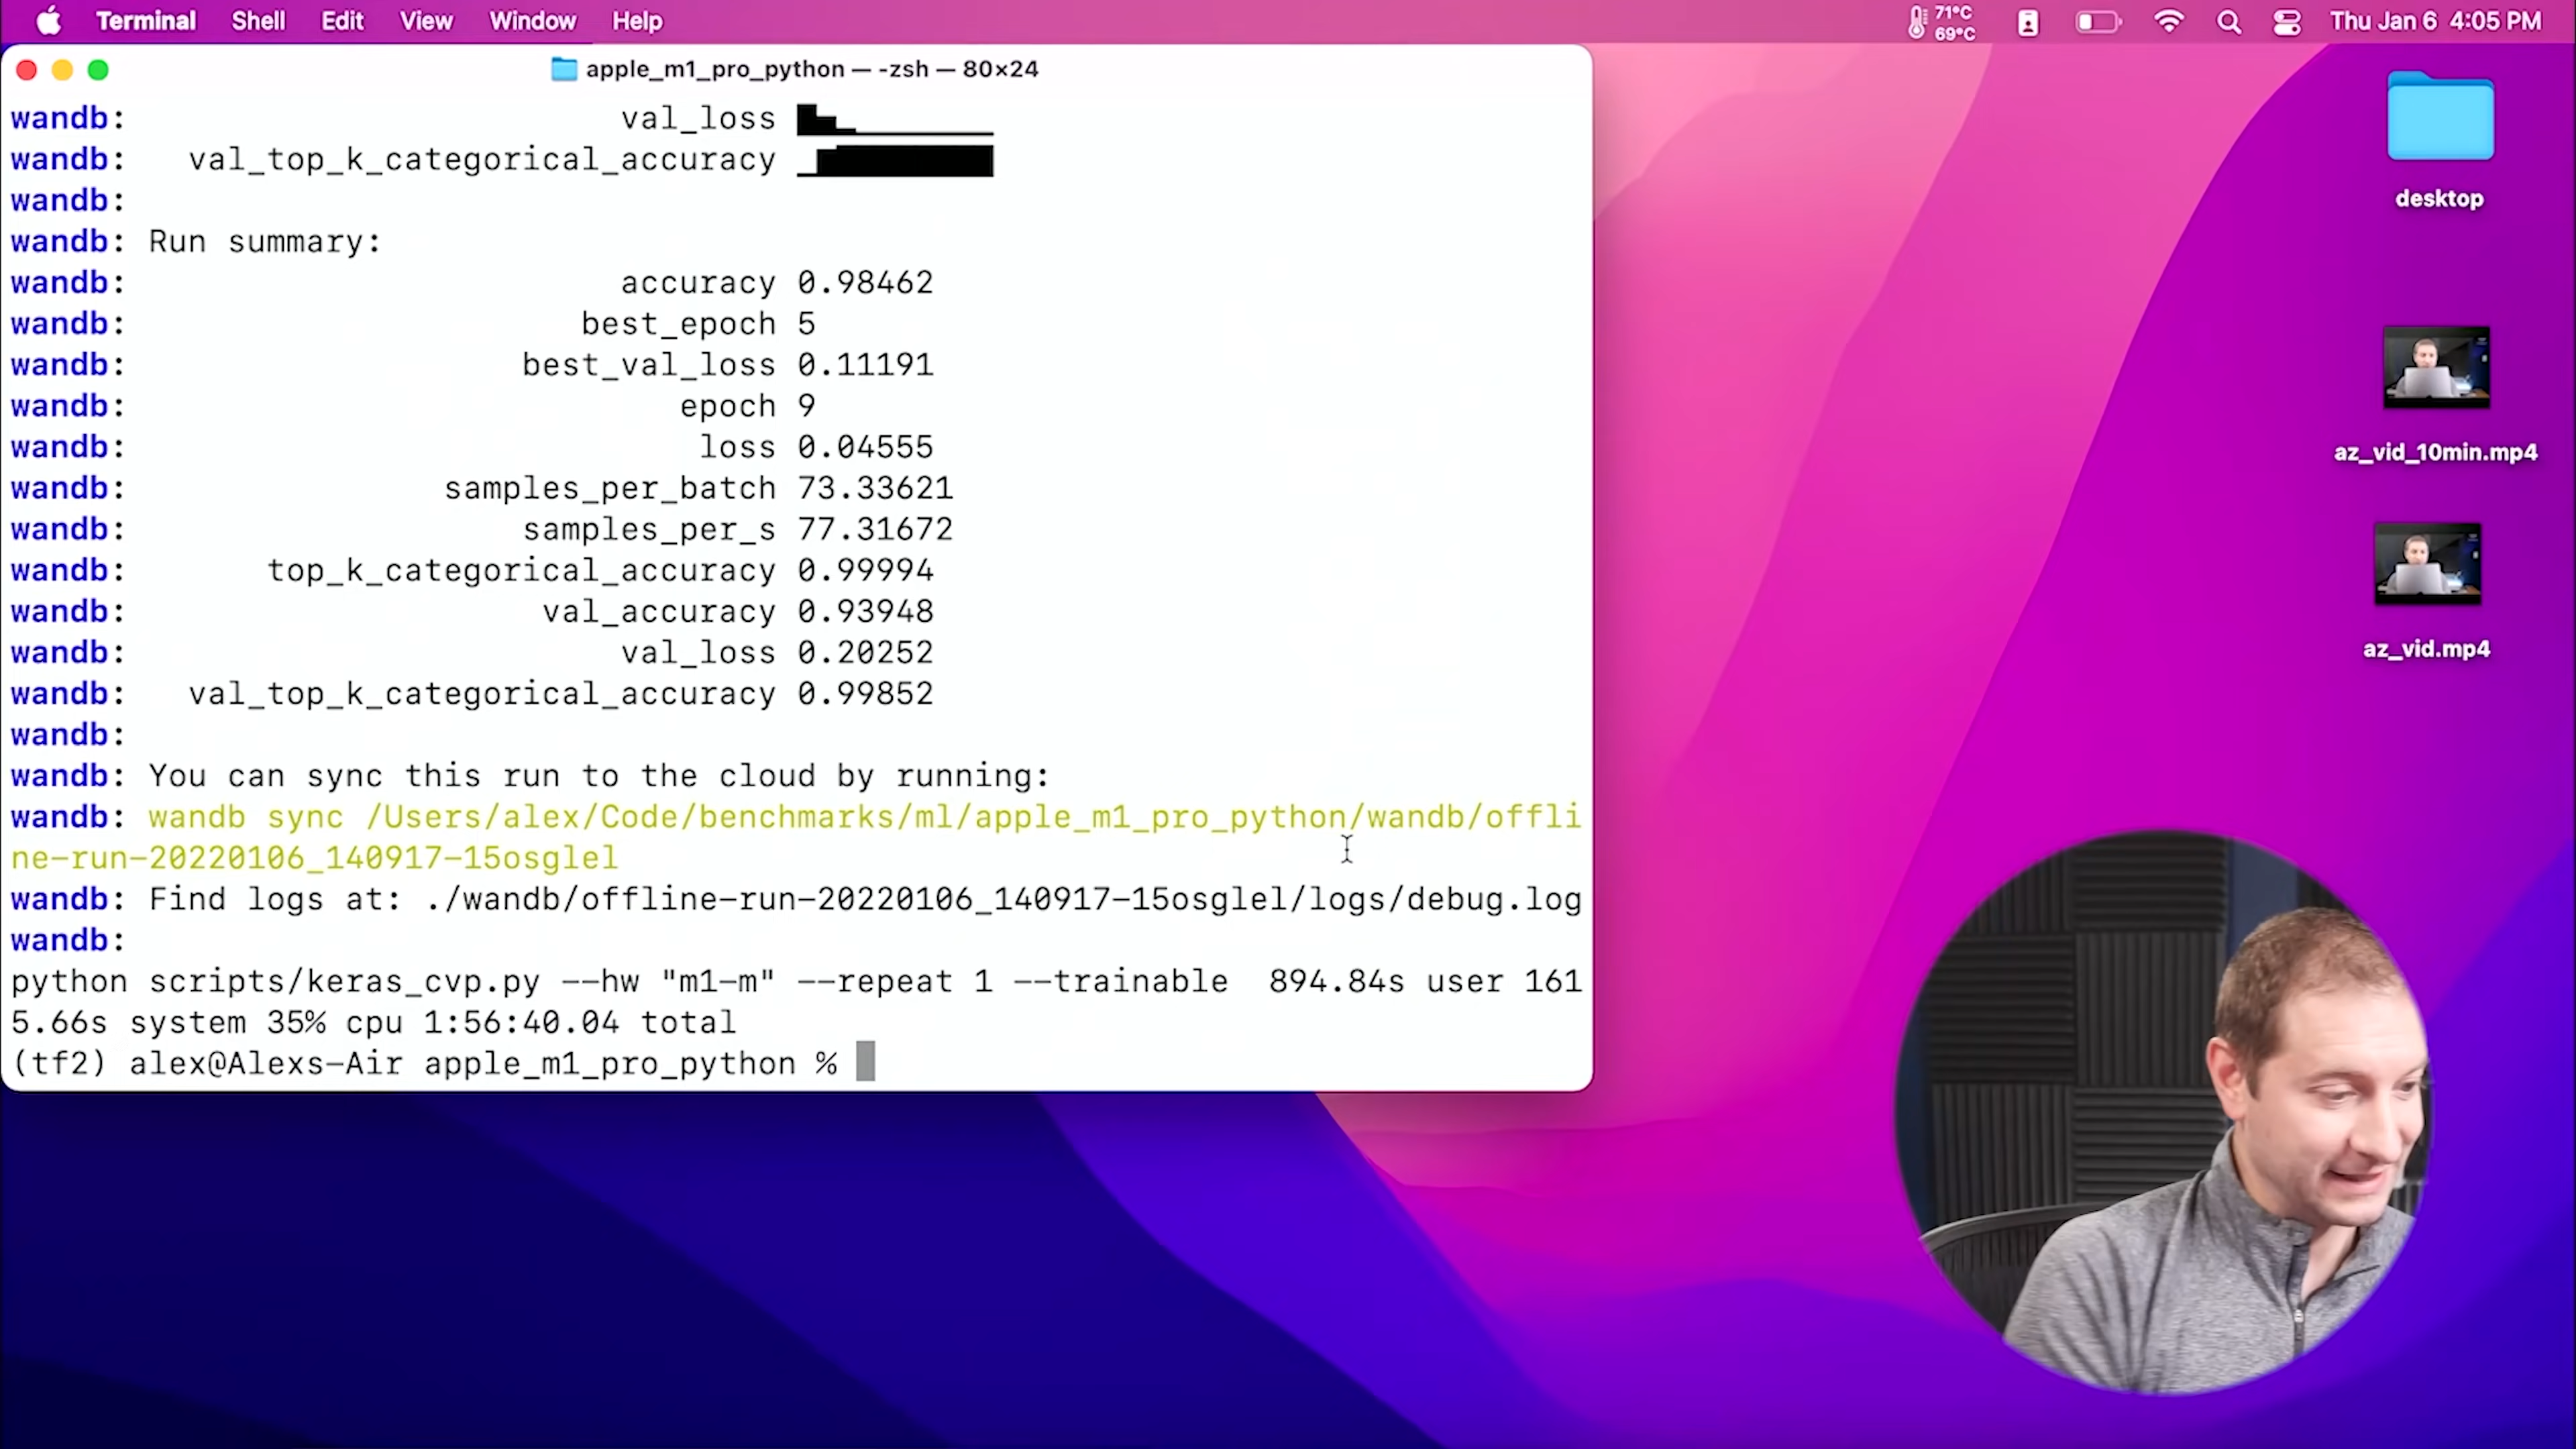 Terminal Shell Edit View Window Help 71°C 69°C Thu Jan 6 4:05 PM
apple_m1_pro_python — -zsh — 80×24
wandb: val_loss
wandb: val_top_k_categorical_accuracy
wandb:
wandb: Run summary:
wandb: accuracy 0.98462
wandb: best_epoch 5
wandb: best_val_loss 0.11191
wandb: epoch 9
wandb: loss 0.04555
wandb: samples_per_batch 73.33621
wandb: samples_per_s 77.31672
wandb: top_k_categorical_accuracy 0.99994
wandb: val_accuracy 0.93948
wandb: val_loss 0.20252
wandb: val_top_k_categorical_accuracy 0.99852
wandb:
wandb: You can sync this run to the cloud by running:
wandb: wandb sync /Users/alex/Code/benchmarks/ml/apple_m1_pro_python/wandb/offli
ne-run-20220106_140917-15osglel
wandb: Find logs at: ./wandb/offline-run-20220106_140917-15osglel/logs/debug.log
wandb:
python scripts/keras_cvp.py --hw "m1-m" --repeat 1 --trainable  894.84s user 161
5.66s system 35% cpu 1:56:40.04 total
(tf2) alex@Alexs-Air apple_m1_pro_python %
desktop
az_vid_10min.mp4
az_vid.mp4